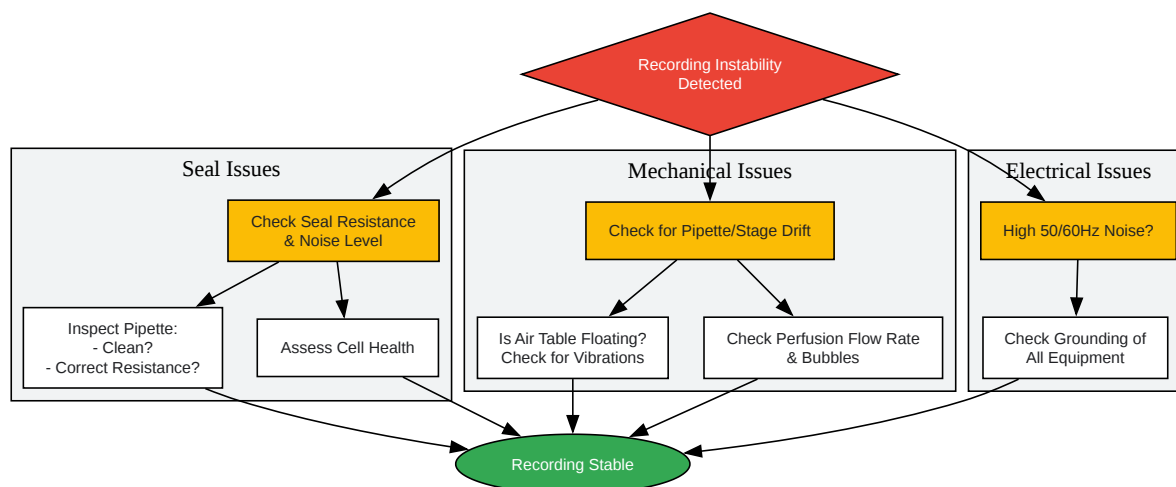 Recording Instability
Detected
Seal Issues
Mechanical Issues
Electrical Issues
Check Seal Resistance
& Noise Level
Check for Pipette/Stage Drift
High 50/60Hz Noise?
Inspect Pipette:
- Clean?
- Correct Resistance?
Assess Cell Health
Is Air Table Floating?
Check for Vibrations
Check Perfusion Flow Rate
& Bubbles
Check Grounding of
All Equipment
Recording Stable